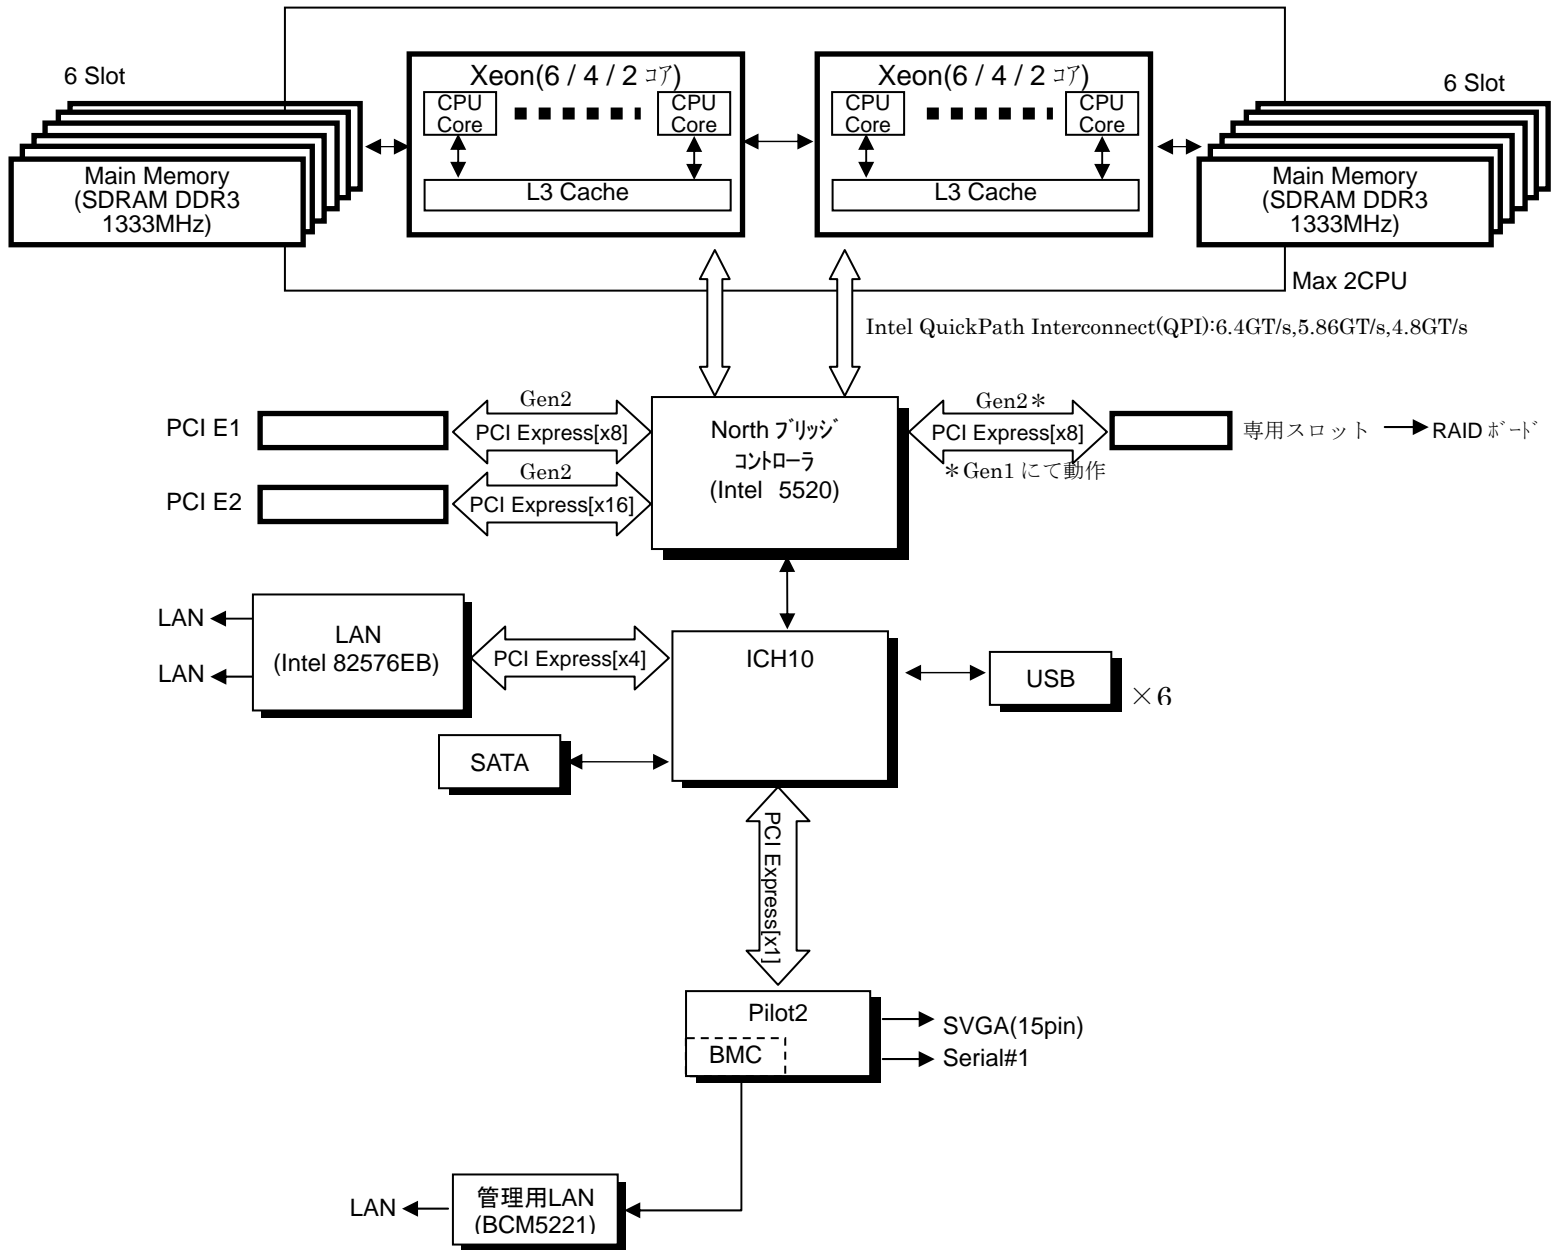 6 Slot
Xeon(6 / 4 / 2 コア)
CPU
Core
CPU
Core
L3 Cache
Main Memory
(SDRAM DDR3
1333MHz)
Xeon(6 / 4 / 2 コア)
CPU
Core
CPU
Core
L3 Cache
6 Slot
Main Memory
(SDRAM DDR3
1333MHz)
Max 2CPU
Intel QuickPath Interconnect(QPI):6.4GT/s,5.86GT/s,4.8GT/s
PCI E1
Gen2
PCI Express[x8]
PCI E2
Gen2
PCI Express[x16]
North ブリッジ
コントローラ
(Intel 5520)
Gen2＊
PCI Express[x8]
＊Gen1 にて動作
専用スロット
RAID ボード
LAN
LAN
LAN
(Intel 82576EB)
PCI Express[x4]
ICH10
USB
×6
SATA
PCI Express[x1]
Pilot2
BMC
SVGA(15pin)
Serial#1
LAN
管理用LAN
(BCM5221)